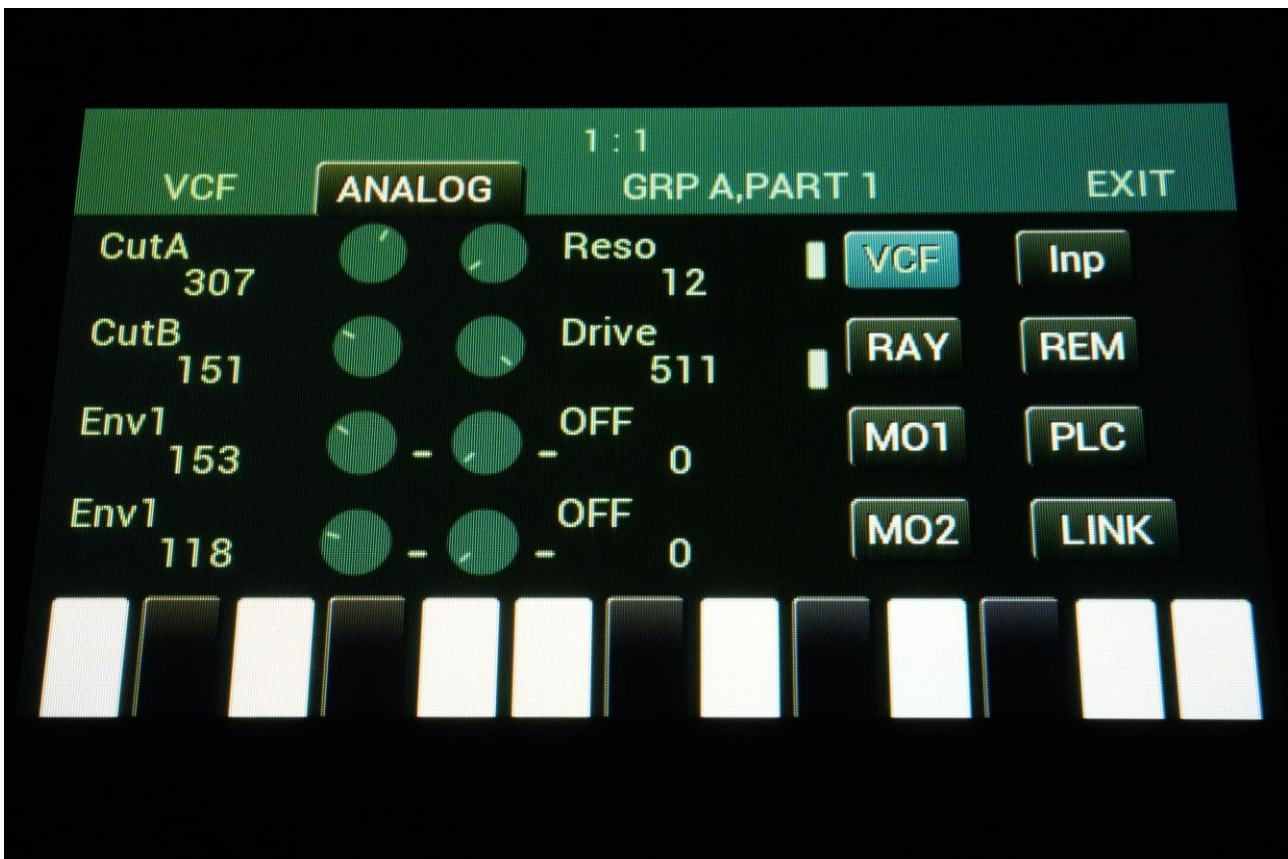 1 : 1
VCF ANALOG GRP A,PART 1 EXIT
CutA Reso VCF Inp
307 12
CutB Drive RAY REM
151 511
Env1 - - OFF MO1 PLC
153 0
Env1 - - OFF MO2 LINK
118 0